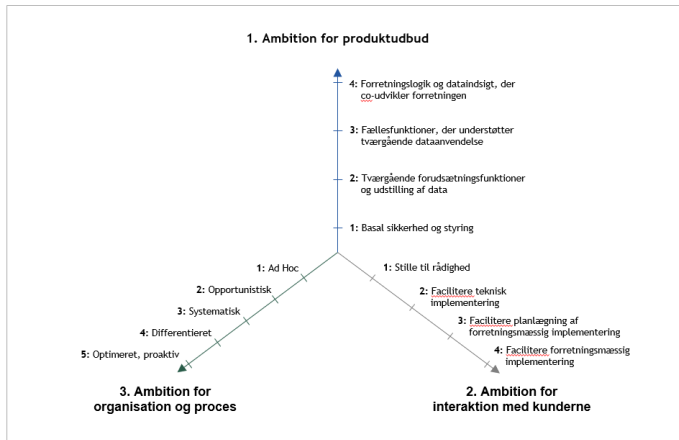 1. Ambition for produktudbud
4: Forretningslogik og dataindsigt, der
co-udvikler forretningen
3: Fællesfunktioner, der understøtter
tværgående dataanvendelse
2: Tværgående forudsætningsfunktioner
og udstilling af data
1: Basal sikkerhed og styring
1: Ad Hoc
2: Opportunistisk
3: Systematisk
4: Differentieret
5: Optimeret, proaktiv
3. Ambition for
organisation og proces
1: Stille til rådighed
2: Facilitere teknisk
implementering
3: Facilitere planlægning af
forretningsmæssig implementering
4: Facilitere forretningsmæssig
implementering
2. Ambition for
interaktion med kunderne